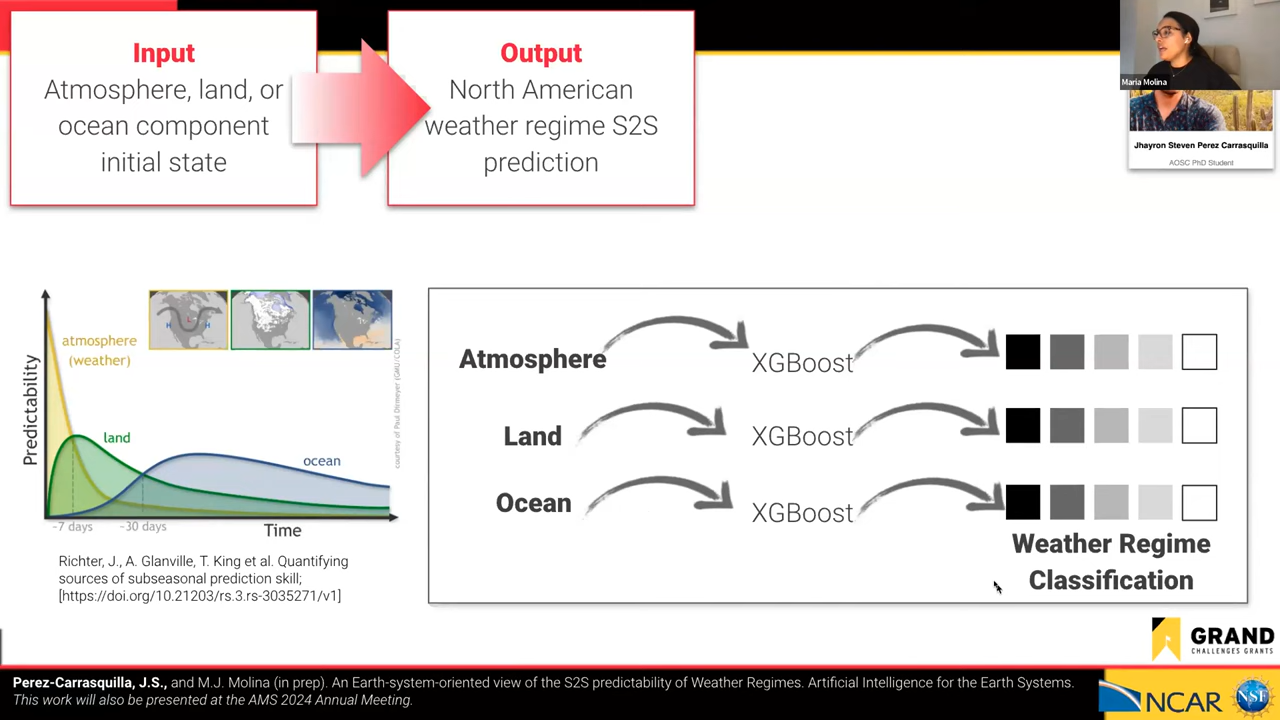 Input
Atmosphere, land, or
ocean component
initial state
Output
North American
weather regime S2S
prediction
Maria Molina
Jhayron Steven Perez Carrasquilla
AOSC PhD Student
Predictability
atmosphere
(weather)
land
ocean
H
L
H
courtesy of Paul Dirmeyer (GMU/COLA)
~7 days
~30 days
Time
Richter, J., A. Glanville, T. King et al. Quantifying
sources of subseasonal prediction skill;
[https://doi.org/10.21203/rs.3.rs-3035271/v1]
Atmosphere
XGBoost
Land
XGBoost
Ocean
XGBoost
Weather Regime
Classification
GRAND
CHALLENGES GRANTS
Perez-Carrasquilla, J.S., and M.J. Molina (in prep). An Earth-system-oriented view of the S2S predictability of Weather Regimes. Artificial Intelligence for the Earth Systems.
This work will also be presented at the AMS 2024 Annual Meeting.
NCAR
NSF